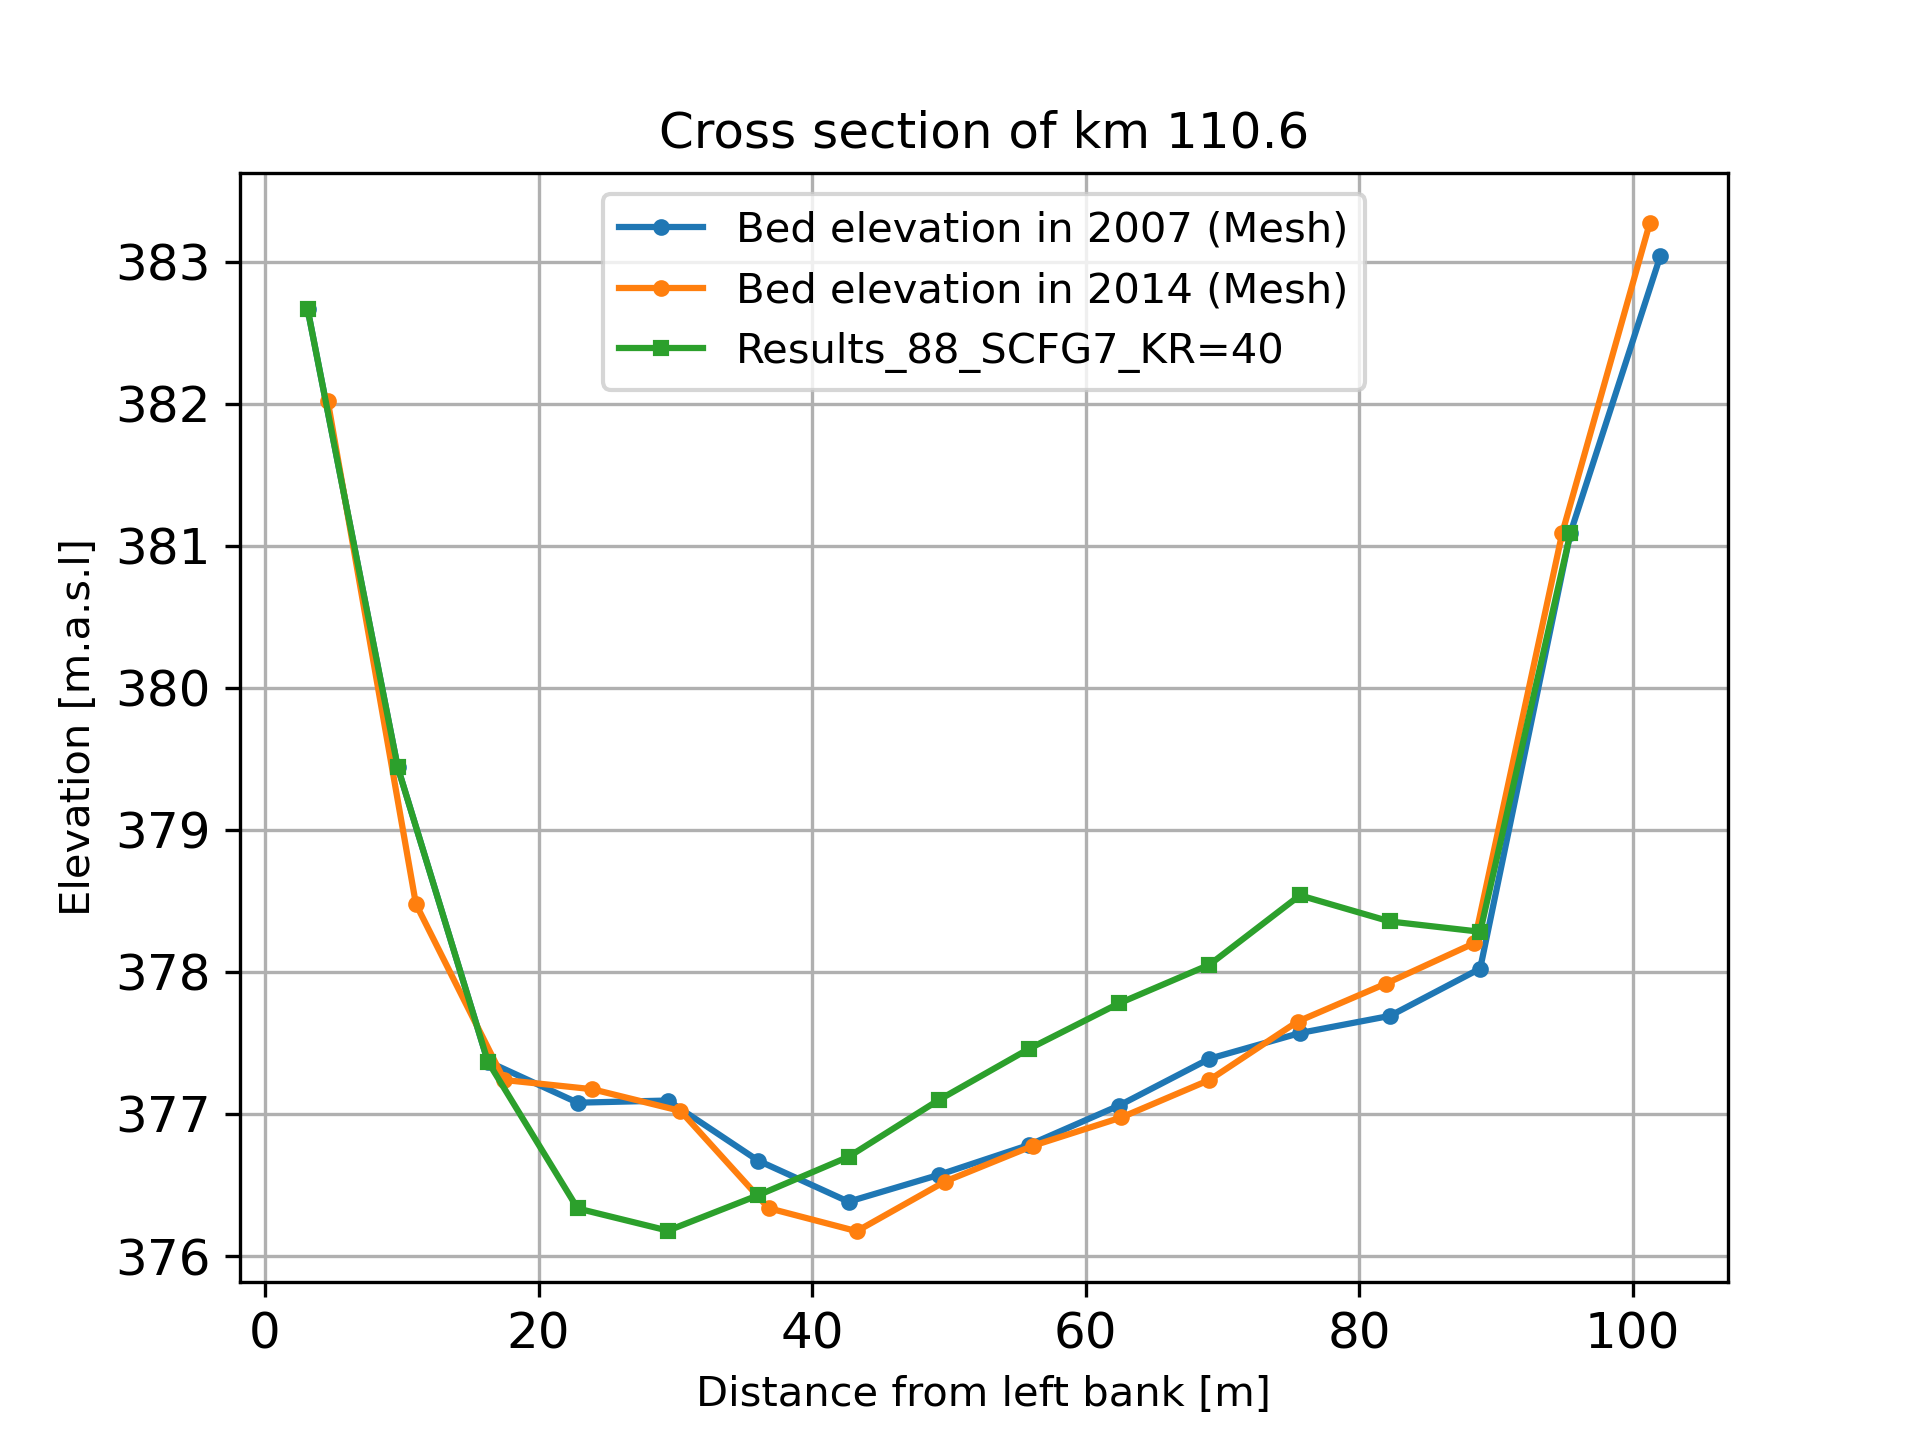 Cross section of km 110.6
Bed elevation in 2007 (Mesh)
Bed elevation in 2014 (Mesh)
Results_88_SCFG7_KR=40
Elevation [m.a.s.l]
383
382
381
380
379
378
377
376
0 20 40 60 80 100
Distance from left bank [m]